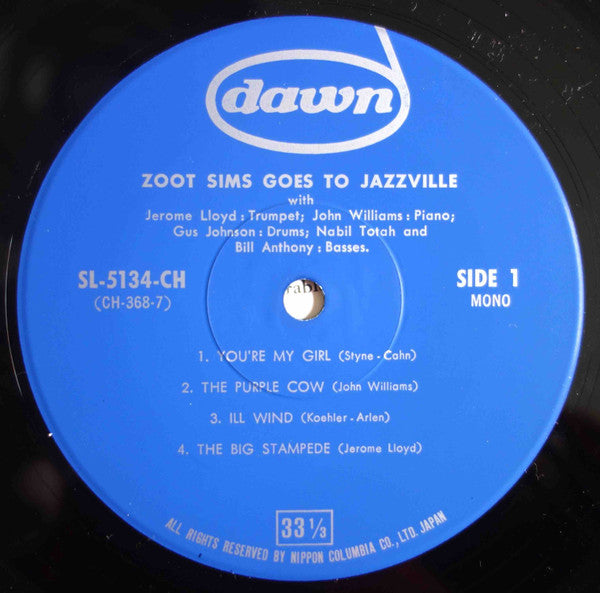 dawn
ZOOT SIMS GOES TO JAZZVILLE
with
Jerome Lloyd : Trumpet; John Williams : Piano;
Gus Johnson : Drums; Nabil Totah and
Bill Anthony : Basses.
SL-5134-CH
(CH-368-7)
SIDE 1
MONO
1. YOU'RE MY GIRL (Styne - Cahn)
2. THE PURPLE COW (John Williams)
3. ILL WIND (Koehler - Arlen)
4. THE BIG STAMPEDE (Jerome Lloyd)
33 1/3
ALL RIGHTS RESERVED BY NIPPON COLUMBIA CO., LTD. JAPAN